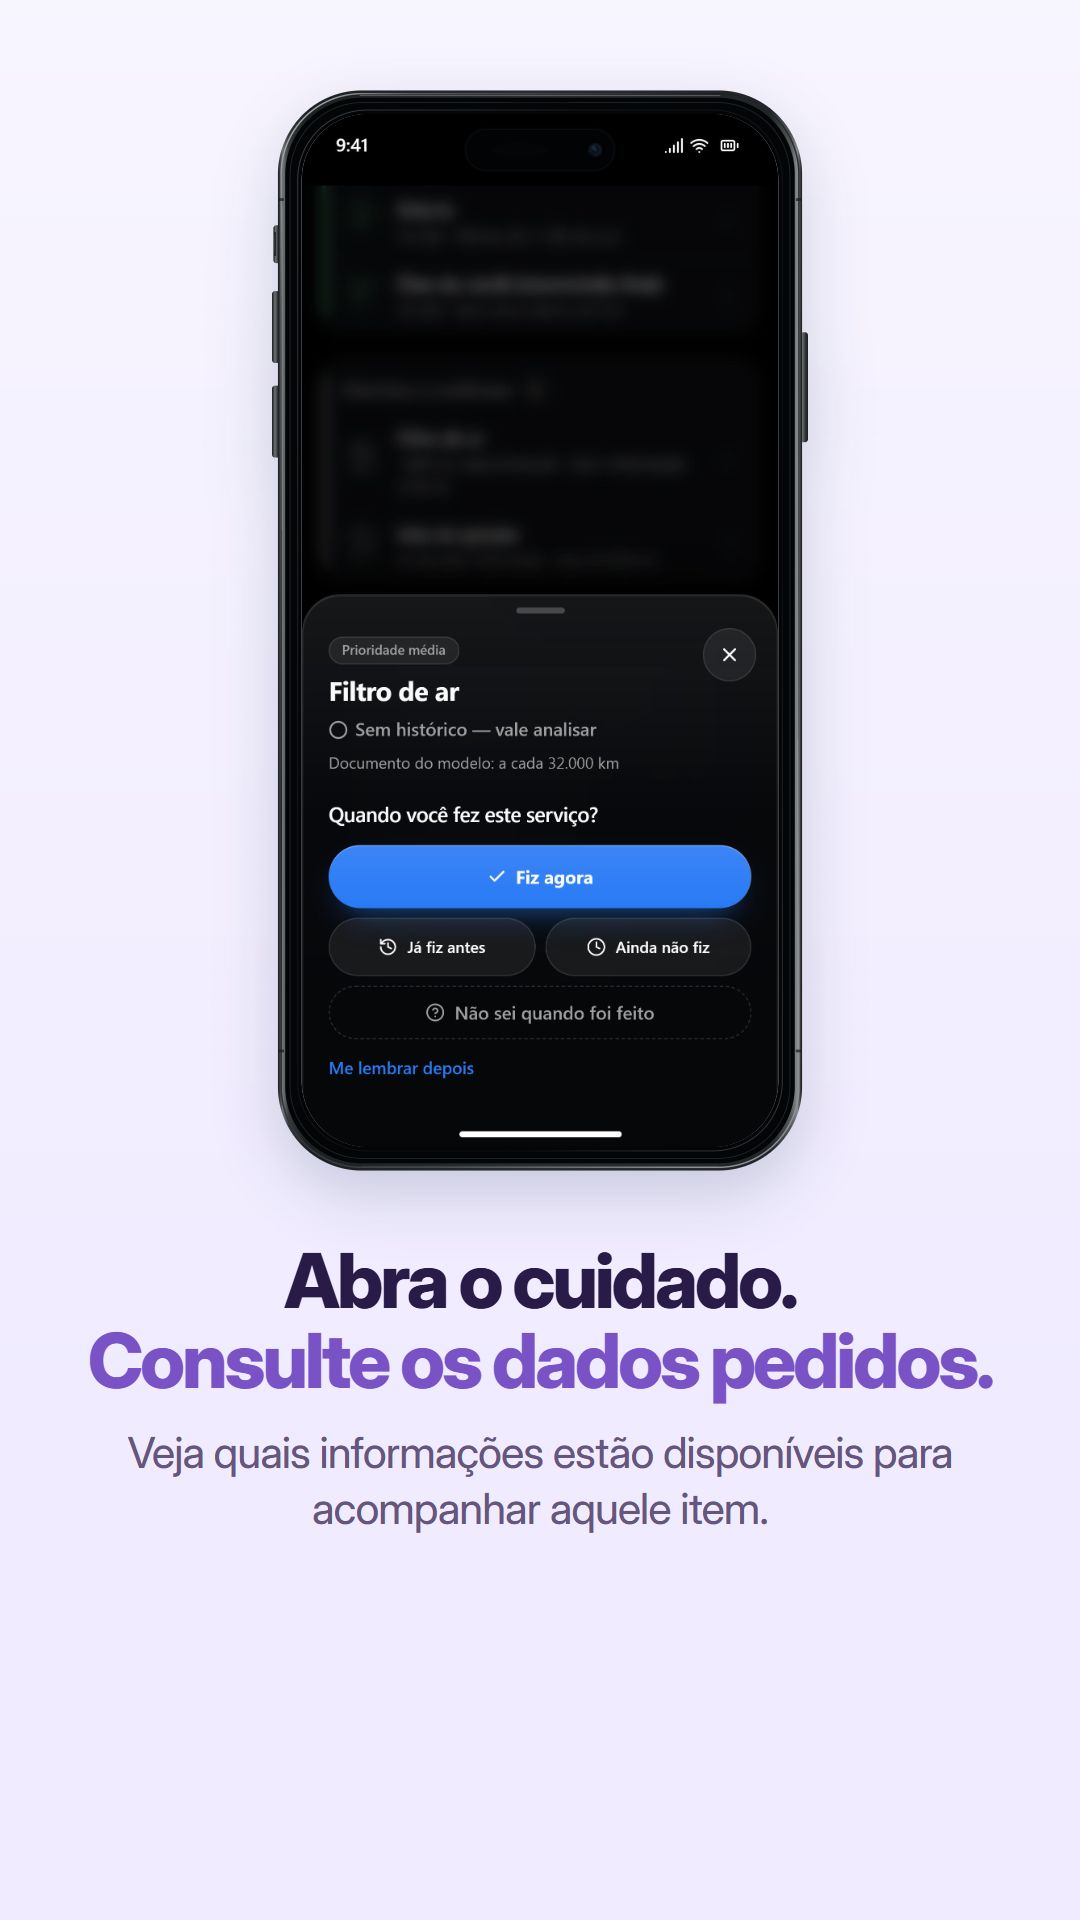 9:41
Prioridade média
Filtro de ar
Sem histórico — vale analisar
Documento do modelo: a cada 32.000 km
Quando você fez este serviço?
Fiz agora
Já fiz antes
Ainda não fiz
Não sei quando foi feito
Me lembrar depois
Abra o cuidado.
Consulte os dados pedidos.
Veja quais informações estão disponíveis para
acompanhar aquele item.